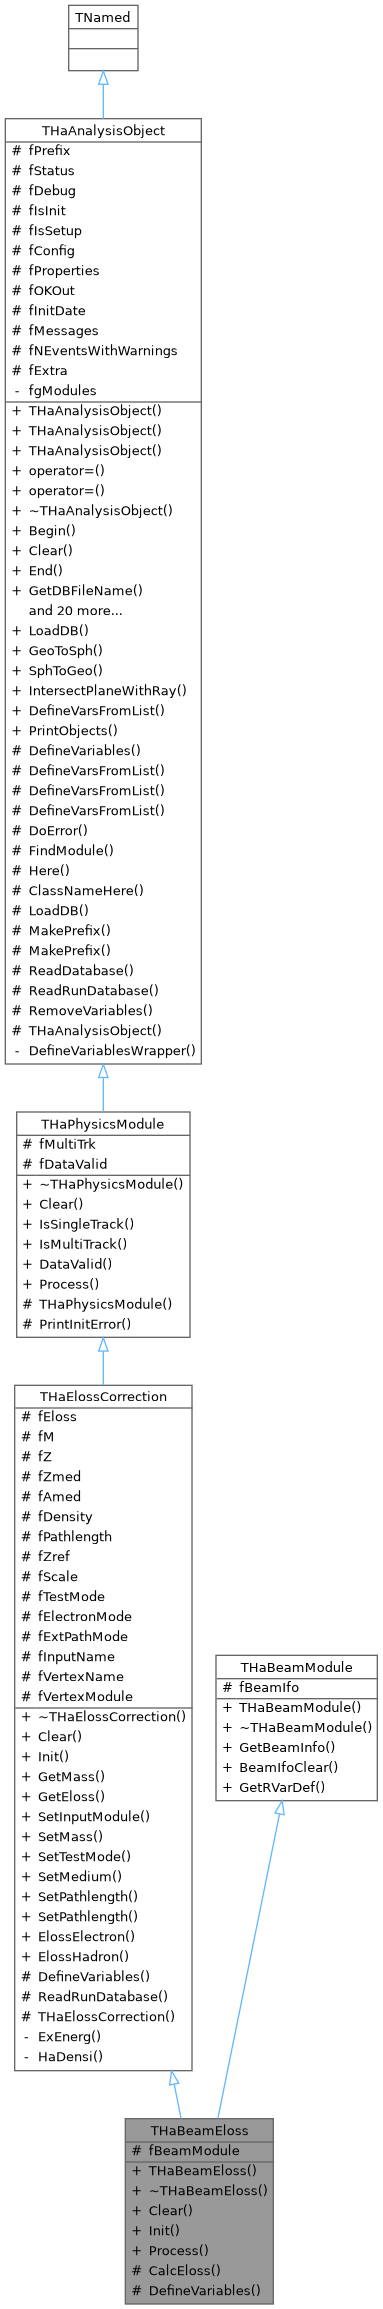 TNamed
THaAnalysisObject
# fPrefix
# fStatus
# fDebug
# fIsInit
# fIsSetup
# fConfig
# fProperties
# fOKOut
# fInitDate
# fMessages
# fNEventsWithWarnings
# fExtra
- fgModules
+ THaAnalysisObject()
+ THaAnalysisObject()
+ THaAnalysisObject()
+ operator=()
+ operator=()
+ ~THaAnalysisObject()
+ Begin()
+ Clear()
+ End()
+ GetDBFileName()
and 20 more...
+ LoadDB()
+ GeoToSph()
+ SphToGeo()
+ IntersectPlaneWithRay()
+ DefineVarsFromList()
+ PrintObjects()
# DefineVariables()
# DefineVarsFromList()
# DefineVarsFromList()
# DefineVarsFromList()
# DoError()
# FindModule()
# Here()
# ClassNameHere()
# LoadDB()
# MakePrefix()
# MakePrefix()
# ReadDatabase()
# ReadRunDatabase()
# RemoveVariables()
# THaAnalysisObject()
- DefineVariablesWrapper()
THaPhysicsModule
# fMultiTrk
# fDataValid
+ ~THaPhysicsModule()
+ Clear()
+ IsSingleTrack()
+ IsMultiTrack()
+ DataValid()
+ Process()
# THaPhysicsModule()
# PrintInitError()
THaElossCorrection
# fEloss
# fM
# fZ
# fZmed
# fAmed
# fDensity
# fPathlength
# fZref
# fScale
# fTestMode
# fElectronMode
# fExtPathMode
# fInputName
# fVertexName
# fVertexModule
+ ~THaElossCorrection()
+ Clear()
+ Init()
+ GetMass()
+ GetEloss()
+ SetInputModule()
+ SetMass()
+ SetTestMode()
+ SetMedium()
+ SetPathlength()
+ SetPathlength()
+ ElossElectron()
+ ElossHadron()
# DefineVariables()
# ReadRunDatabase()
# THaElossCorrection()
- ExEnerg()
- HaDensi()
THaBeamModule
# fBeamIfo
+ THaBeamModule()
+ ~THaBeamModule()
+ GetBeamInfo()
+ BeamIfoClear()
+ GetRVarDef()
THaBeamEloss
# fBeamModule
+ THaBeamEloss()
+ ~THaBeamEloss()
+ Clear()
+ Init()
+ Process()
# CalcEloss()
# DefineVariables()